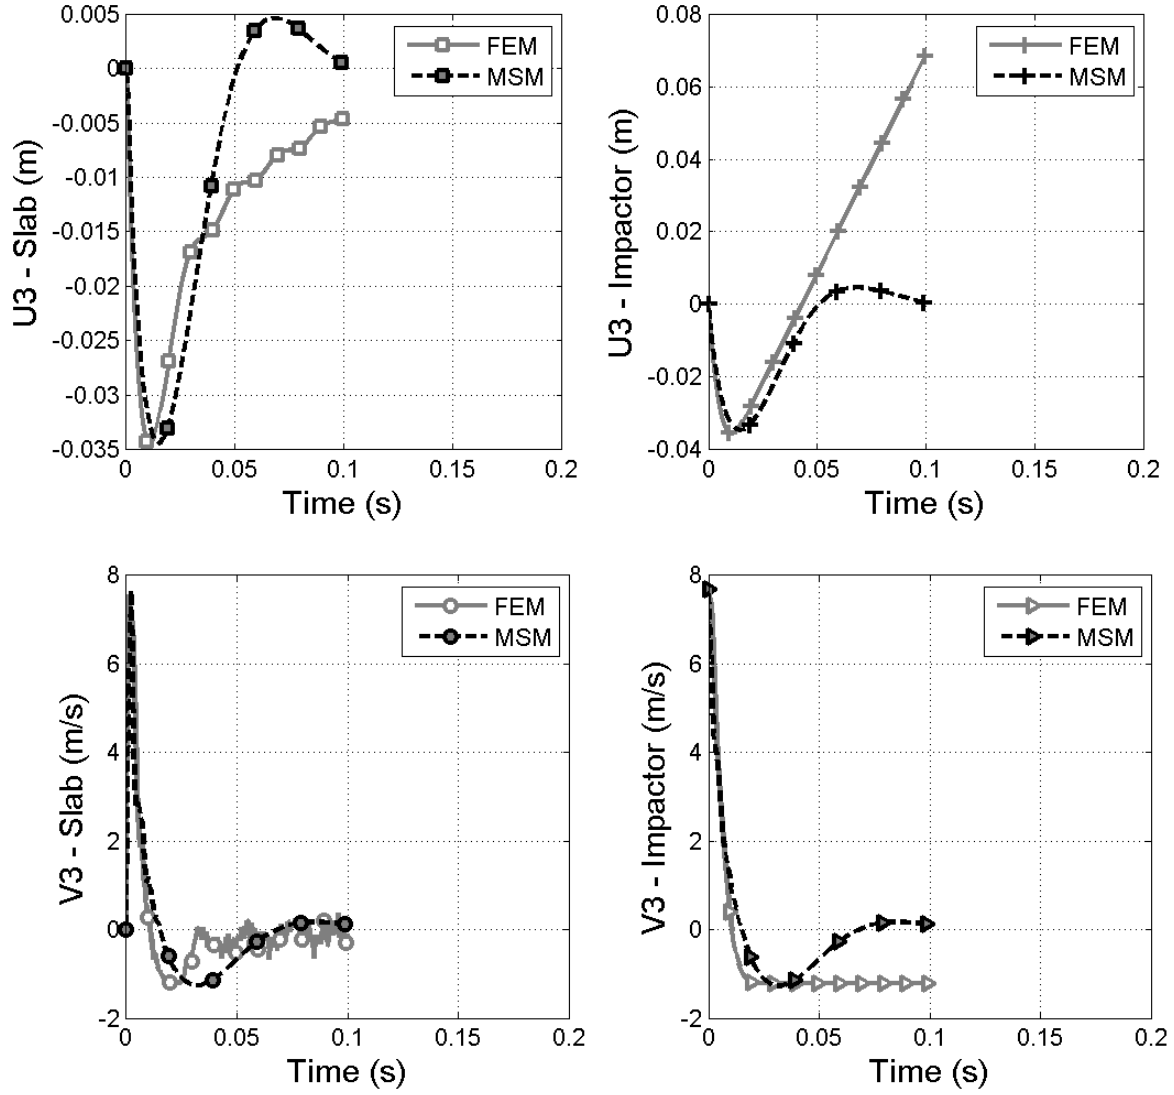 U3 - Slab (m)
0.005
0
-0.005
-0.01
-0.015
-0.02
-0.025
-0.03
-0.035
0 0.05 0.1 0.15 0.2
Time (s)
FEM
MSM
U3 - Impactor (m)
0.08
0.06
0.04
0.02
0
-0.02
-0.04
0 0.05 0.1 0.15 0.2
Time (s)
FEM
MSM
V3 - Slab (m/s)
8
6
4
2
0
-2
0 0.05 0.1 0.15 0.2
Time (s)
FEM
MSM
V3 - Impactor (m/s)
8
6
4
2
0
-2
0 0.05 0.1 0.15 0.2
Time (s)
FEM
MSM